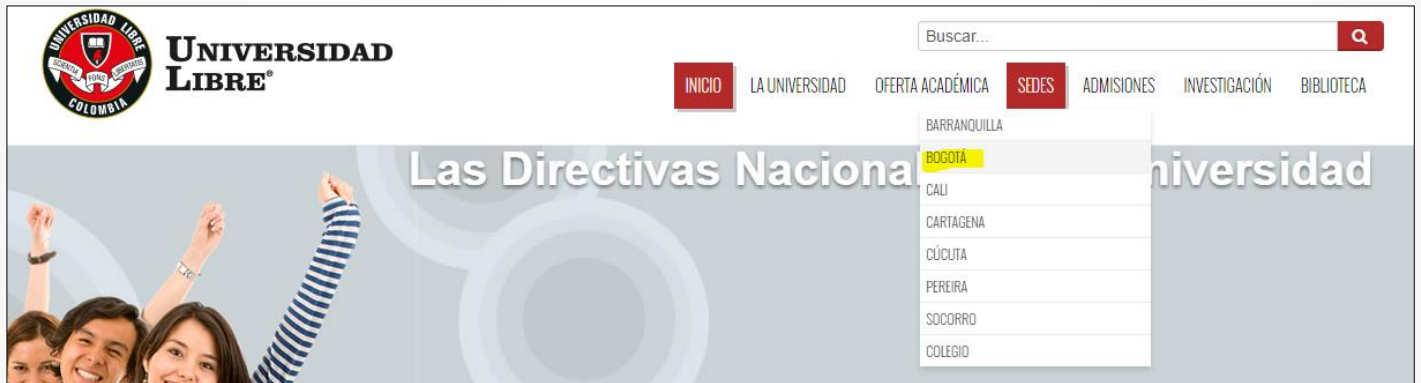 UNIVERSIDAD LIBRE
SCIENTIA FONS LIBERTATIS
COLOMBIA
UNIVERSIDAD
LIBRE®
Buscar...
INICIO LA UNIVERSIDAD OFERTA ACADÉMICA SEDES ADMISIONES INVESTIGACIÓN BIBLIOTECA
BARRANQUILLA
BOGOTÁ
Las Directivas Naciona niversidad
CALI
CARTAGENA
CÚCUTA
PEREIRA
SOCORRO
COLEGIO